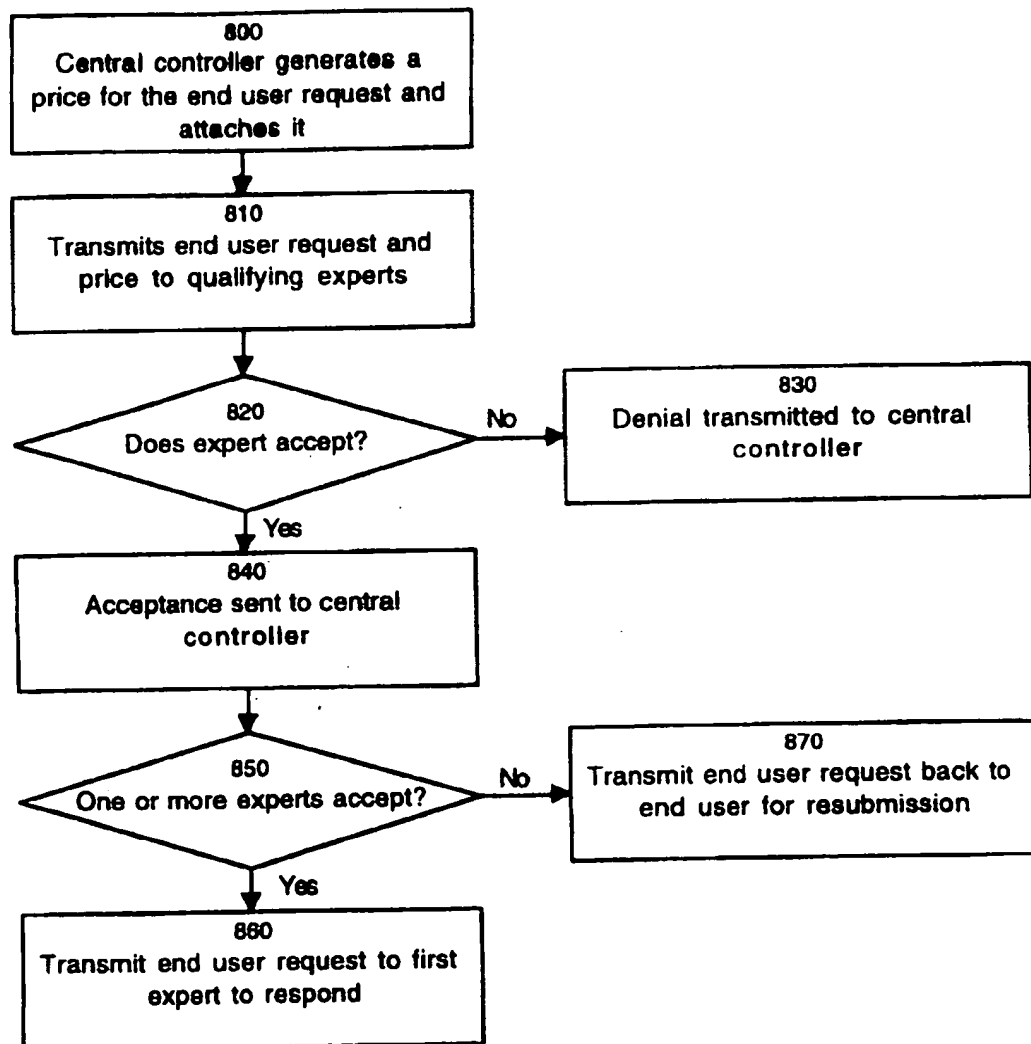 800
Central controller generates a
price for the end user request and
attaches it
810
Transmits end user request and
price to qualifying experts
820
Does expert accept?
No
830
Denial transmitted to central
controller
Yes
840
Acceptance sent to central
controller
850
One or more experts accept?
No
870
Transmit end user request back to
end user for resubmission
Yes
860
Transmit end user request to first
expert to respond